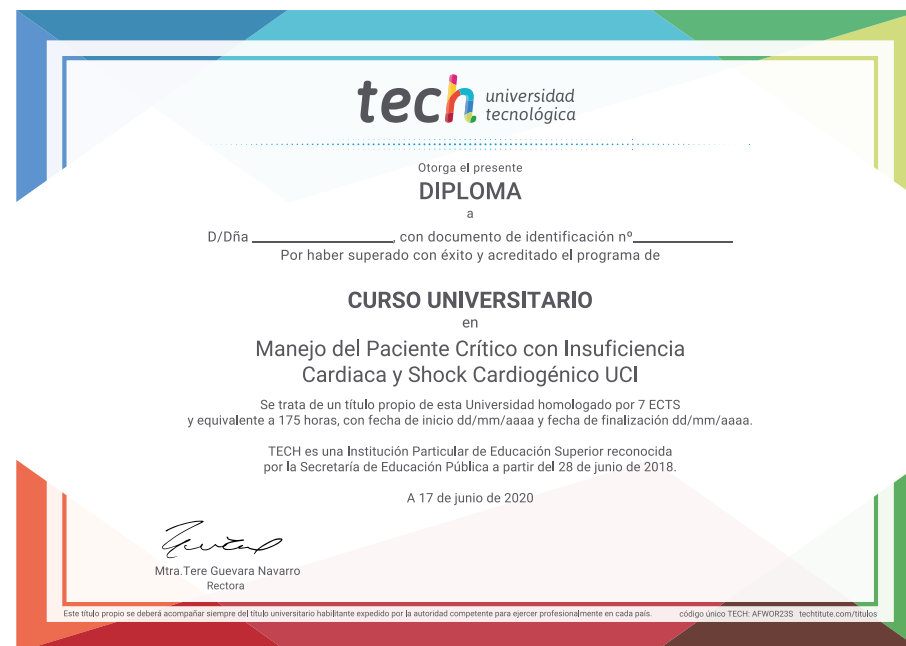 tech universidad
tecnológica
Otorga el presente
DIPLOMA
a
D/Dña ______________, con documento de identificación nº__________
Por haber superado con éxito y acreditado el programa de
CURSO UNIVERSITARIO
en
Manejo del Paciente Crítico con Insuficiencia
Cardiaca y Shock Cardiogénico UCI
Se trata de un título propio de esta Universidad homologado por 7 ECTS
y equivalente a 175 horas, con fecha de inicio dd/mm/aaaa y fecha de finalización dd/mm/aaaa.
TECH es una Institución Particular de Educación Superior reconocida
por la Secretaría de Educación Pública a partir del 28 de junio de 2018.
A 17 de junio de 2020
Mtra.Tere Guevara Navarro
Rectora
Este título propio se deberá acompañar siempre del título universitario habilitante expedido por la autoridad competente para ejercer profesionalmente en cada país. código único TECH: AFWOR23S techtitute.com/titulos